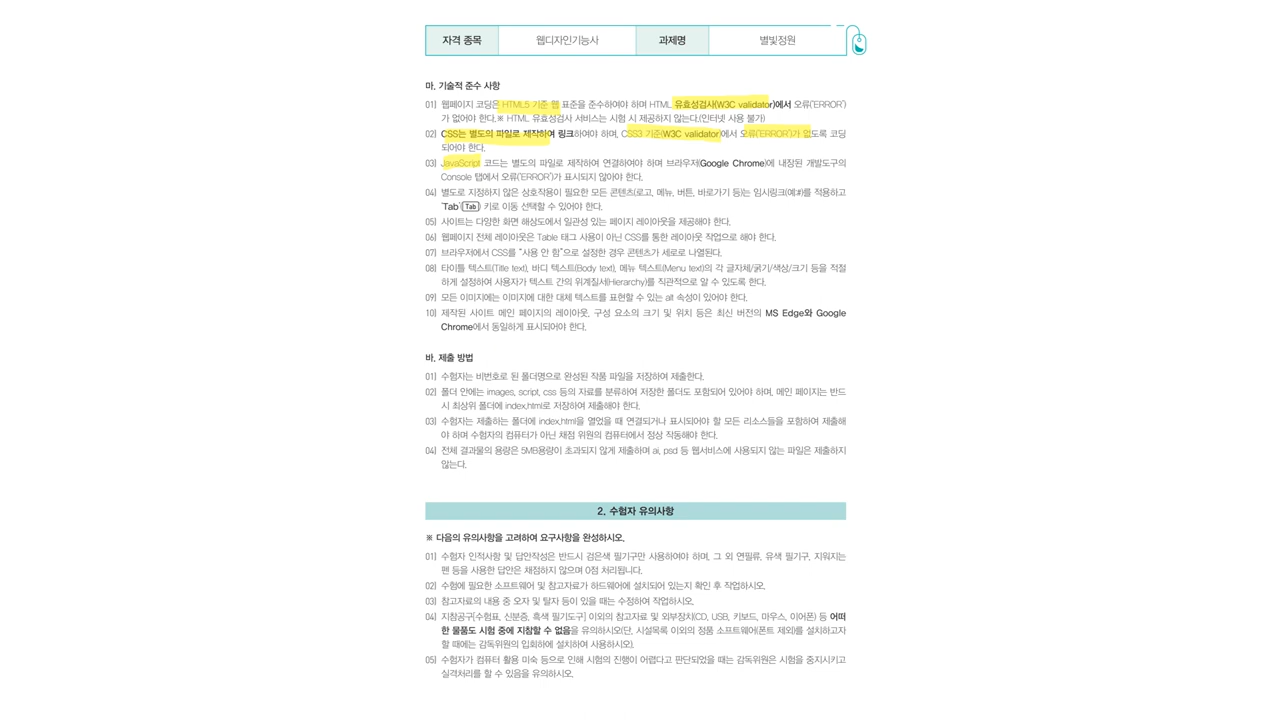 자격 종목 웹디자인기능사 과제명 별빛정원
마. 기술적 준수 사항
01] 웹페이지 코딩은 HTML5 기준 웹 표준을 준수하여야 하며 HTML 유효성검사(W3C validator)에서 오류('ERROR')
가 없어야 한다.※ HTML 유효성검사 서비스는 시험 시 제공하지 않는다.(인터넷 사용 불가)
02] CSS는 별도의 파일로 제작하여 링크하여야 하며, CSS3 기준(W3C validator)에서 오류('ERROR')가 없도록 코딩
되어야 한다.
03] JavaScript 코드는 별도의 파일로 제작하여 연결하여야 하며 브라우저(Google Chrome)에 내장된 개발도구의
Console 탭에서 오류('ERROR')가 표시되지 않아야 한다.
04] 별도로 지정하지 않은 상호작용이 필요한 모든 콘텐츠(로고, 메뉴, 버튼, 바로가기 등)는 임시링크(예:#)를 적용하고
'Tab'(Tab) 키로 이동 선택할 수 있어야 한다.
05] 사이트는 다양한 화면 해상도에서 일관성 있는 페이지 레이아웃을 제공해야 한다.
06] 웹페이지 전체 레이아웃은 Table 태그 사용이 아닌 CSS를 통한 레이아웃 작업으로 해야 한다.
07] 브라우저에서 CSS를 "사용 안 함"으로 설정한 경우 콘텐츠가 세로로 나열된다.
08] 타이틀 텍스트(Title text), 바디 텍스트(Body text), 메뉴 텍스트(Menu text)의 각 글자체/굵기/색상/크기 등을 적절
하게 설정하여 사용자가 텍스트 간의 위계질서(Hierarchy)를 직관적으로 알 수 있도록 한다.
09] 모든 이미지에는 이미지에 대한 대체 텍스트를 표현할 수 있는 alt 속성이 있어야 한다.
10] 제작된 사이트 메인 페이지의 레이아웃, 구성 요소의 크기 및 위치 등은 최신 버전의 MS Edge와 Google
Chrome에서 동일하게 표시되어야 한다.
바. 제출 방법
01] 수험자는 비번호로 된 폴더명으로 완성된 작품 파일을 저장하여 제출한다.
02] 폴더 안에는 images, script, css 등의 자료를 분류하여 저장한 폴더도 포함되어 있어야 하며, 메인 페이지는 반드
시 최상위 폴더에 index.html로 저장하여 제출해야 한다.
03] 수험자는 제출하는 폴더에 index.html을 열었을 때 연결되거나 표시되어야 할 모든 리소스들을 포함하여 제출해
야 하며 수험자의 컴퓨터가 아닌 채점 위원의 컴퓨터에서 정상 작동해야 한다.
04] 전체 결과물의 용량은 5MB용량이 초과되지 않게 제출하며 ai, psd 등 웹서비스에 사용되지 않는 파일은 제출하지
않는다.
2. 수험자 유의사항
※ 다음의 유의사항을 고려하여 요구사항을 완성하시오.
01] 수험자 인적사항 및 답안작성은 반드시 검은색 필기구만 사용하여야 하며, 그 외 연필류, 유색 필기구, 지워지는
펜 등을 사용한 답안은 채점하지 않으며 0점 처리됩니다.
02] 수험에 필요한 소프트웨어 및 참고자료가 하드웨어에 설치되어 있는지 확인 후 작업하시오.
03] 참고자료의 내용 중 오자 및 탈자 등이 있을 때는 수정하여 작업하시오.
04] 지참공구[수험표, 신분증, 흑색 필기도구] 이외의 참고자료 및 외부장치(CD, USB, 키보드, 마우스, 이어폰) 등 어떠
한 물품도 시험 중에 지참할 수 없음을 유의하시오(단, 시설목록 이외의 정품 소프트웨어(폰트 제외)를 설치하고자
할 때에는 감독위원의 입회하에 설치하여 사용하시오).
05] 수험자가 컴퓨터 활용 미숙 등으로 인해 시험의 진행이 어렵다고 판단되었을 때는 감독위원은 시험을 중지시키고
실격처리를 할 수 있음을 유의하시오.